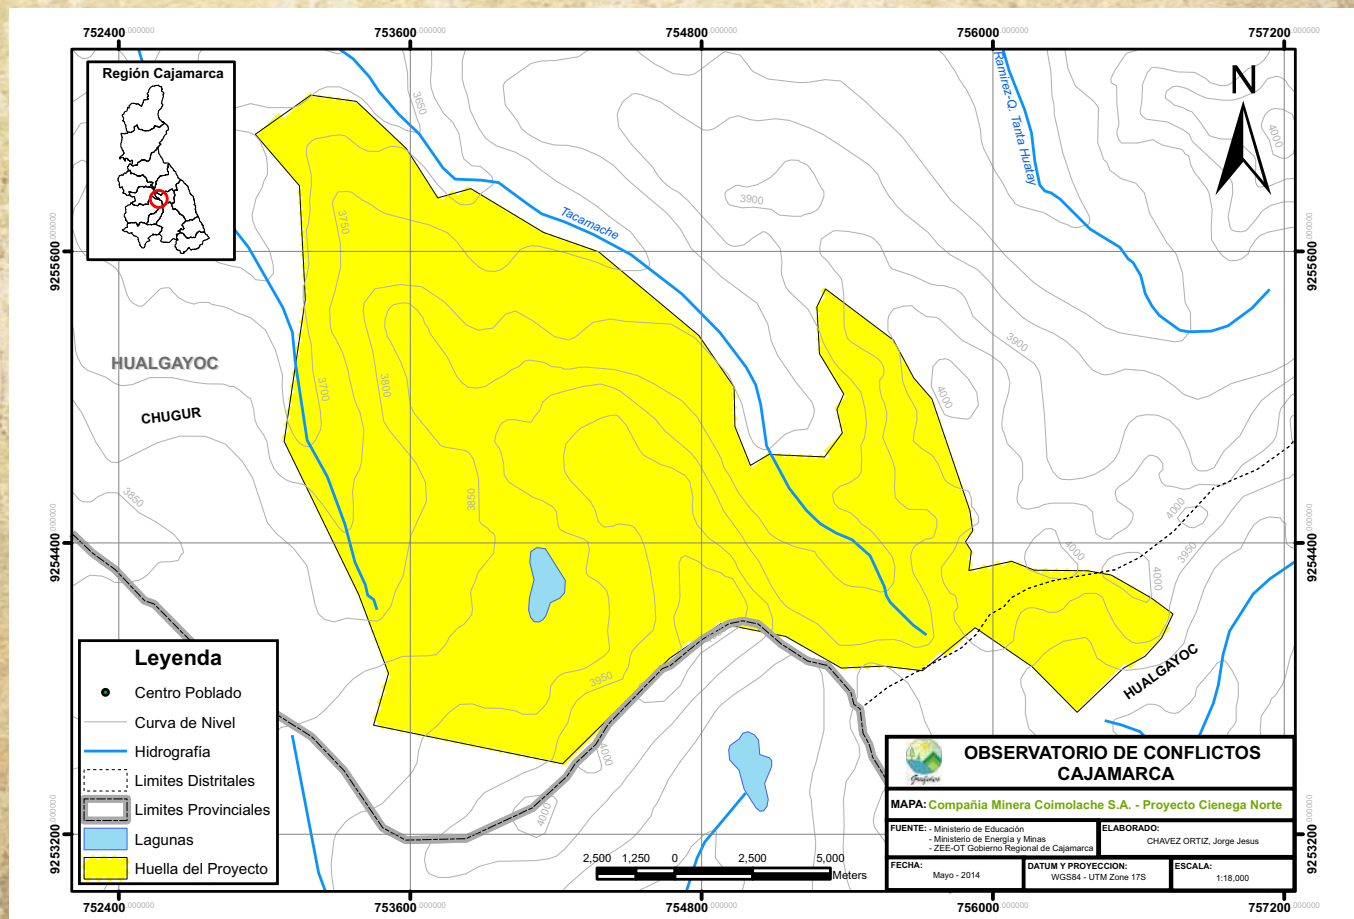 752400.000000 753600.000000 754800.000000 756000.000000 757200.000000
Región Cajamarca
N
3650
Ramirez-Q. Tanta Huatay
4000
3900
3750
Tacamache
9255600.000000 9255600.000000
3900
HUALGAYOC
3700
3800
4000
CHUGUR
3850
3850
4000
4000
3950
9254400.000000 9254400.000000
4000
HUALGAYOC
3950
4000
4000
Leyenda
Centro Poblado
Curva de Nivel
Hidrografía
Limites Distritales
Limites Provinciales
Lagunas
Huella del Proyecto
9253200.000000 9253200.000000
2,500 1,250 0 2,500 5,000
Meters
Grufides
OBSERVATORIO DE CONFLICTOS
CAJAMARCA
MAPA: Compañia Minera Coimolache S.A. - Proyecto Cienega Norte
FUENTE: - Ministerio de Educación
- Ministerio de Energía y Minas
- ZEE-OT Gobierno Regional de Cajamarca
ELABORADO:
CHAVEZ ORTIZ, Jorge Jesus
FECHA:
Mayo - 2014
DATUM Y PROYECCION:
WGS84 - UTM Zone 17S
ESCALA:
1:18,000
752400.000000 753600.000000 754800.000000 756000.000000 757200.000000